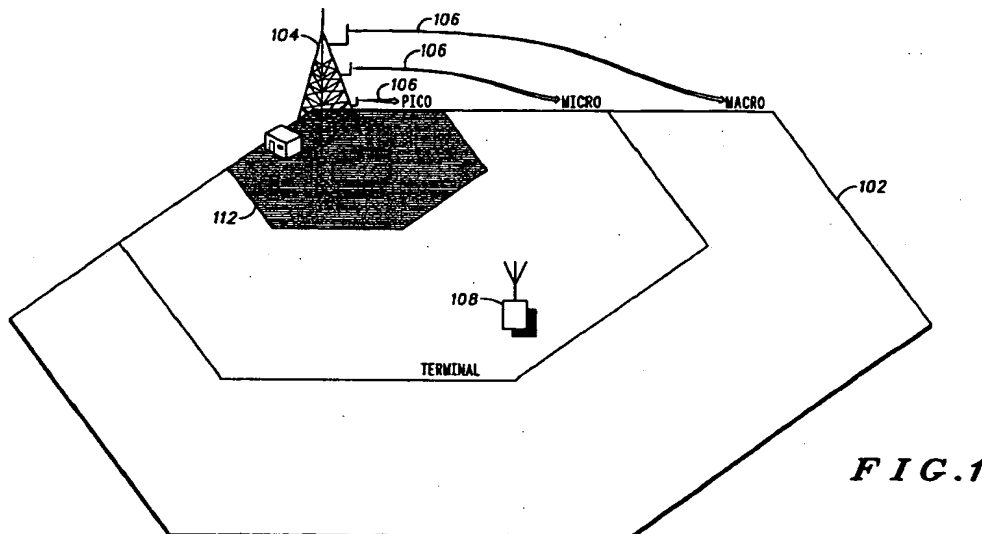 106
104
106
106
PICO
MICRO
MACRO
102
112
108
TERMINAL
FIG.1